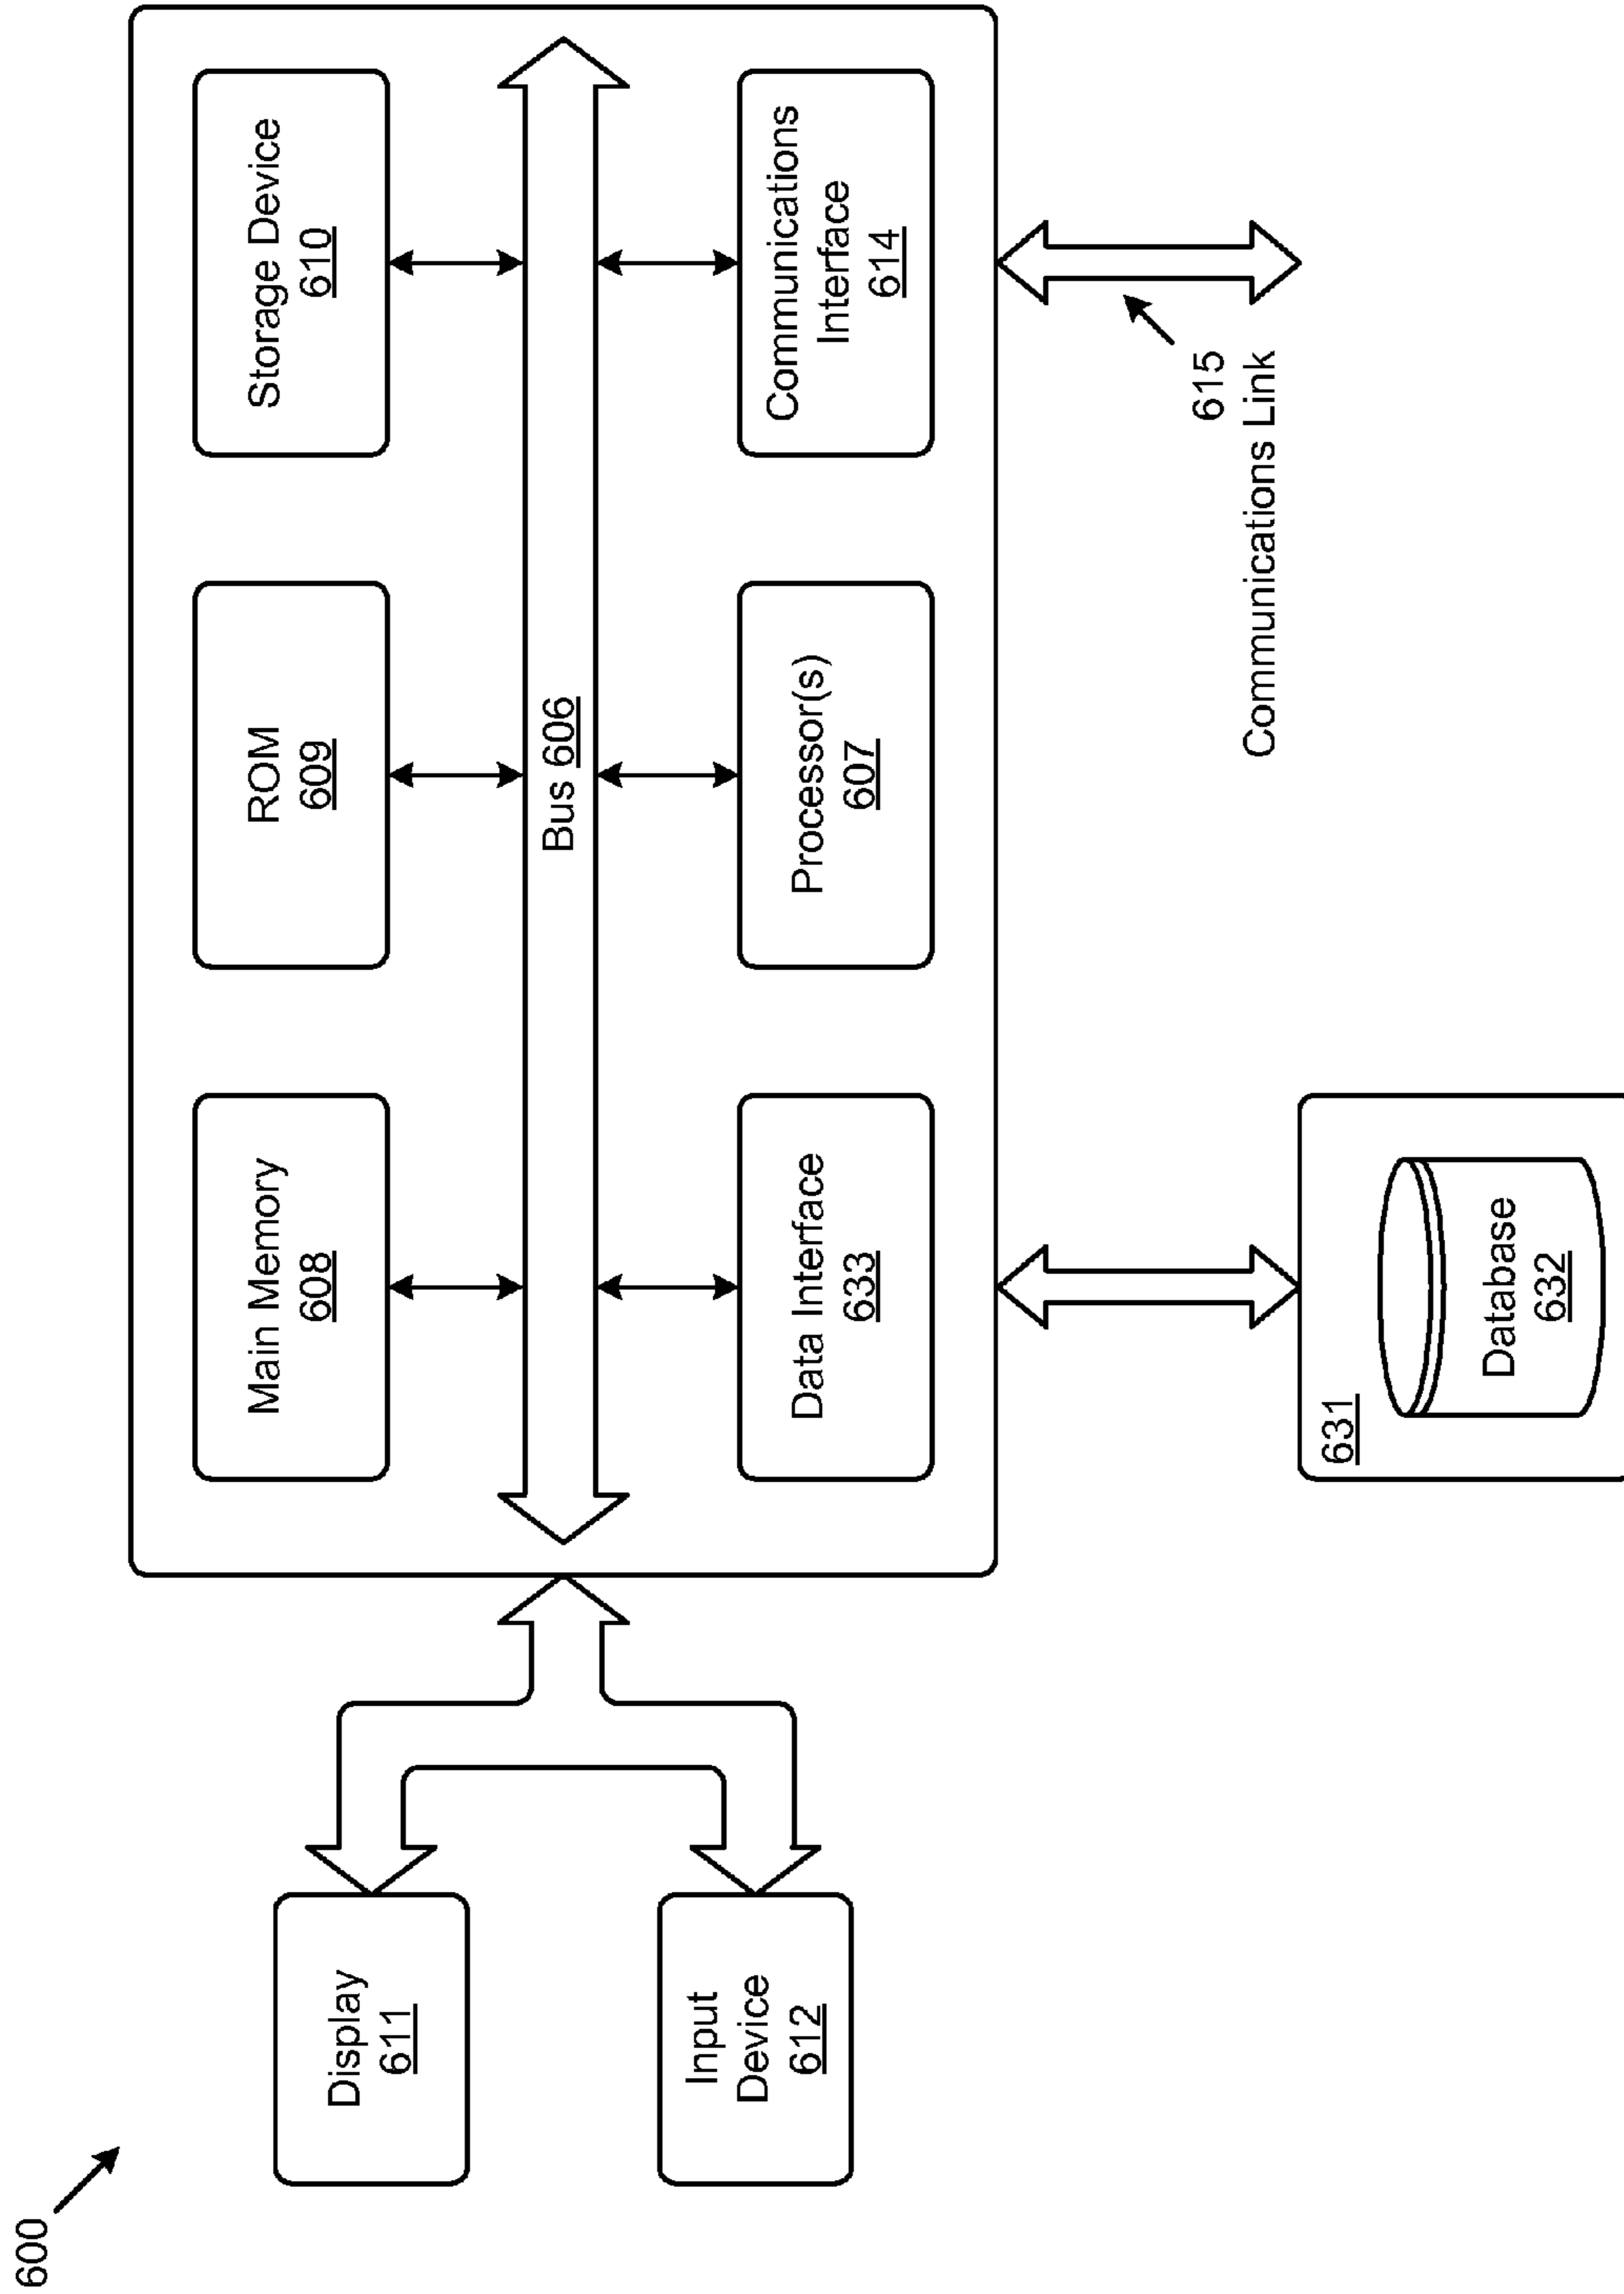 600
Display
611
Input
Device
612
Main Memory
608
ROM
609
Storage Device
610
Bus 606
Data Interface
633
Processor(s)
607
Communications
Interface
614
615
Communications Link
631
Database
632